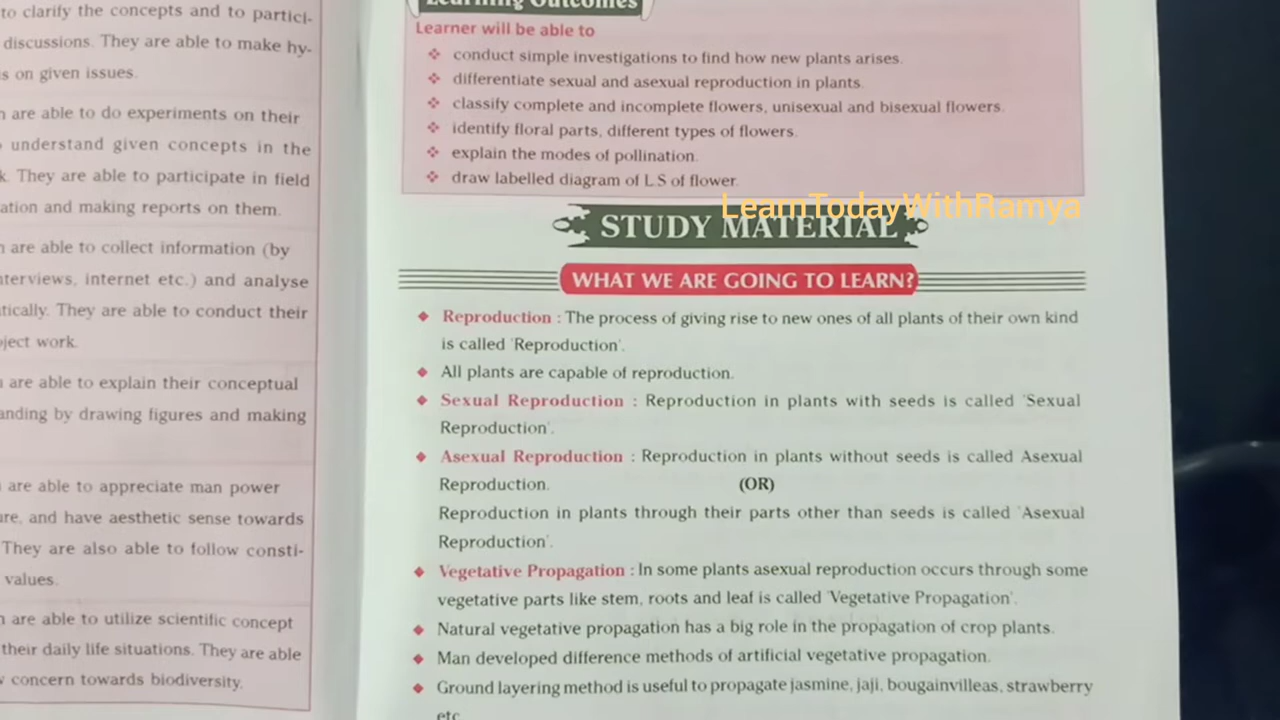 to clarify the concepts and to partici-
discussions. They are able to make hy-
s on given issues.
are able to do experiments on their
understand given concepts in the
k. They are able to participate in field
ation and making reports on them.
are able to collect information (by
nterviews, internet etc.) and analyse
tically. They are able to conduct their
ject work.
are able to explain their conceptual
anding by drawing figures and making
are able to appreciate man power
re, and have aesthetic sense towards
They are also able to follow consti-
values.
are able to utilize scientific concept
their daily life situations. They are able
concern towards biodiversity.
Learning Outcomes
Learner will be able to
❖ conduct simple investigations to find how new plants arises.
❖ differentiate sexual and asexual reproduction in plants.
❖ classify complete and incomplete flowers, unisexual and bisexual flowers.
❖ identify floral parts, different types of flowers.
❖ explain the modes of pollination.
❖ draw labelled diagram of L.S of flower.
LearnTodayWithRamya
STUDY MATERIAL
WHAT WE ARE GOING TO LEARN?
◆ Reproduction : The process of giving rise to new ones of all plants of their own kind
is called 'Reproduction'.
◆ All plants are capable of reproduction.
◆ Sexual Reproduction : Reproduction in plants with seeds is called 'Sexual
Reproduction'.
◆ Asexual Reproduction : Reproduction in plants without seeds is called Asexual
Reproduction. (OR)
Reproduction in plants through their parts other than seeds is called 'Asexual
Reproduction'.
◆ Vegetative Propagation : In some plants asexual reproduction occurs through some
vegetative parts like stem, roots and leaf is called 'Vegetative Propagation'.
◆ Natural vegetative propagation has a big role in the propagation of crop plants.
◆ Man developed difference methods of artificial vegetative propagation.
◆ Ground layering method is useful to propagate jasmine, jaji, bougainvilleas, strawberry
etc